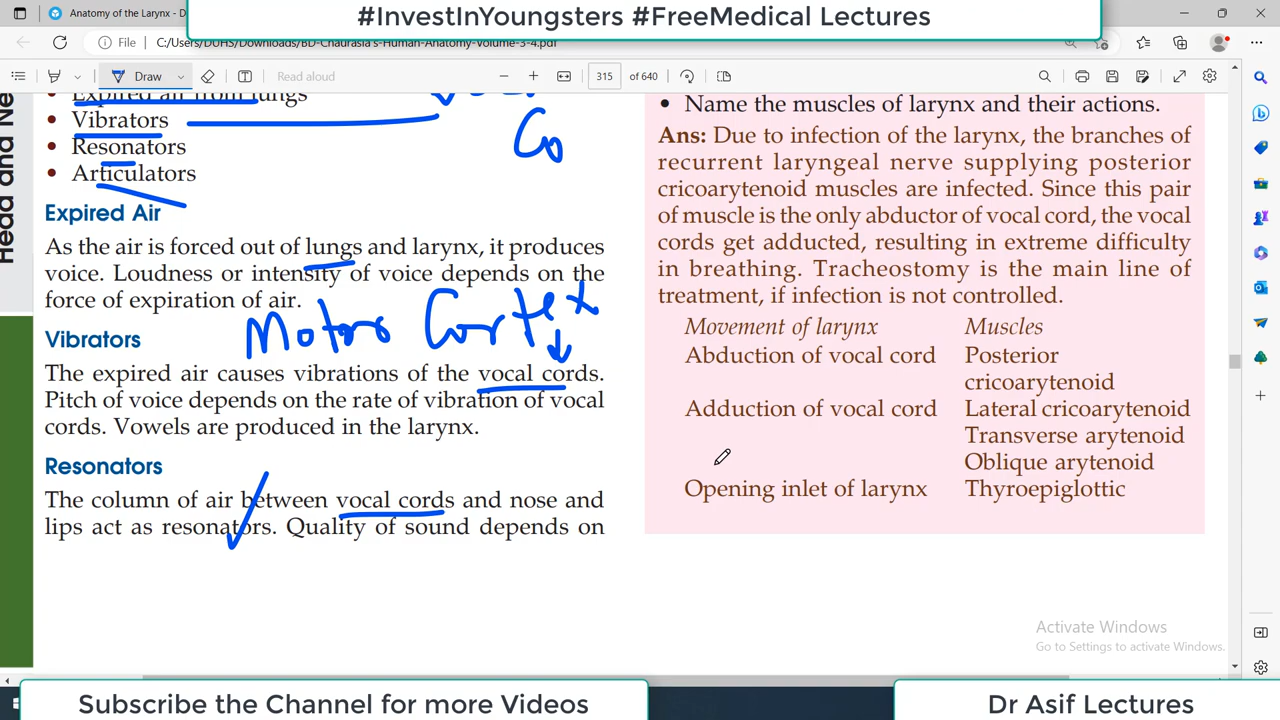 #InvestInYoungsters #FreeMedical Lectures
Anatomy of the Larynx - D
File
C:/Users/DUHS/Downloads/BD-Chaurasia's-Human-Anatomy-Volume-3-4.pdf
Draw
Read aloud
315 of 640
Head and Ne
• Expired air from lungs
• Vibrators
• Resonators
• Articulators
Co
Expired Air
As the air is forced out of lungs and larynx, it produces
voice. Loudness or intensity of voice depends on the
force of expiration of air.
Motor Cortex
Vibrators
The expired air causes vibrations of the vocal cords.
Pitch of voice depends on the rate of vibration of vocal
cords. Vowels are produced in the larynx.
Resonators
The column of air between vocal cords and nose and
lips act as resonators. Quality of sound depends on
• Name the muscles of larynx and their actions.
Ans: Due to infection of the larynx, the branches of
recurrent laryngeal nerve supplying posterior
cricoarytenoid muscles are infected. Since this pair
of muscle is the only abductor of vocal cord, the vocal
cords get adducted, resulting in extreme difficulty
in breathing. Tracheostomy is the main line of
treatment, if infection is not controlled.
Movement of larynx Muscles
Abduction of vocal cord Posterior
cricoarytenoid
Adduction of vocal cord Lateral cricoarytenoid
Transverse arytenoid
Oblique arytenoid
Opening inlet of larynx Thyroepiglottic
Activate Windows
Go to Settings to activate Windows.
Subscribe the Channel for more Videos
Dr Asif Lectures